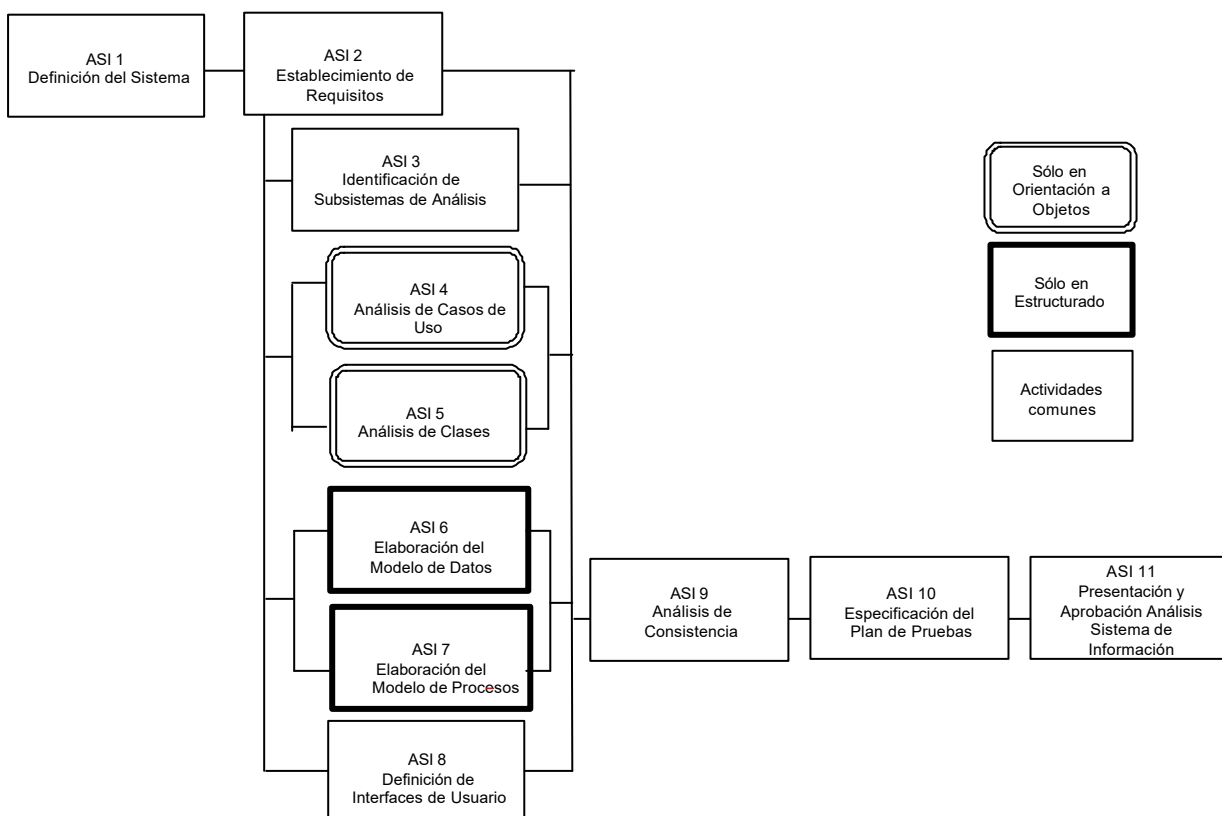 ASI 1
Definición del Sistema
ASI 2
Establecimiento de
Requisitos
ASI 3
Identificación de
Subsistemas de Análisis
ASI 4
Análisis de Casos de
Uso
ASI 5
Análisis de Clases
ASI 6
Elaboración del
Modelo de Datos
ASI 7
Elaboración del
Modelo de Procesos
ASI 8
Definición de
Interfaces de Usuario
ASI 9
Análisis de
Consistencia
ASI 10
Especificación del
Plan de Pruebas
ASI 11
Presentación y
Aprobación Análisis
Sistema de
Información
Sólo en
Orientación a
Objetos
Sólo en
Estructurado
Actividades
comunes